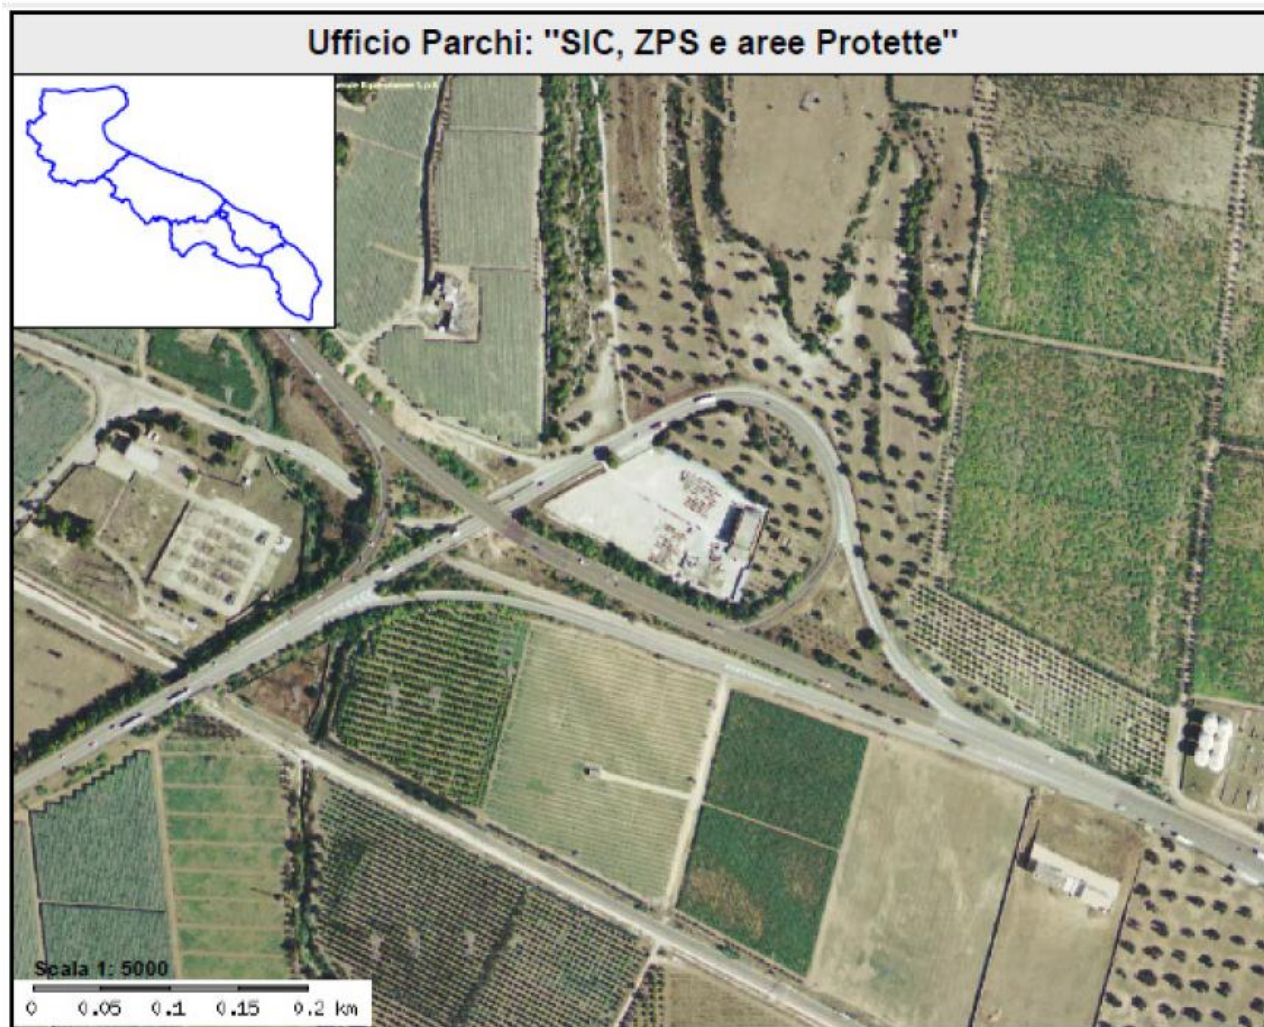 Ufficio Parchi: "SIC, ZPS e aree Protette"
Scala 1: 5000
0 0.05 0.1 0.15 0.2 km